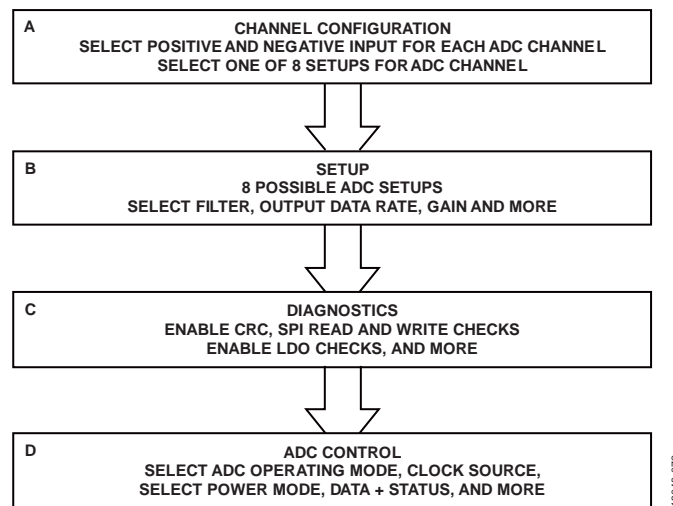 A
CHANNEL CONFIGURATION
SELECT POSITIVE AND NEGATIVE INPUT FOR EACH ADC CHANNEL
SELECT ONE OF 8 SETUPS FOR ADC CHANNEL
B
SETUP
8 POSSIBLE ADC SETUPS
SELECT FILTER, OUTPUT DATA RATE, GAIN AND MORE
C
DIAGNOSTICS
ENABLE CRC, SPI READ AND WRITE CHECKS
ENABLE LDO CHECKS, AND MORE
D
ADC CONTROL
SELECT ADC OPERATING MODE, CLOCK SOURCE,
SELECT POWER MODE, DATA + STATUS, AND MORE